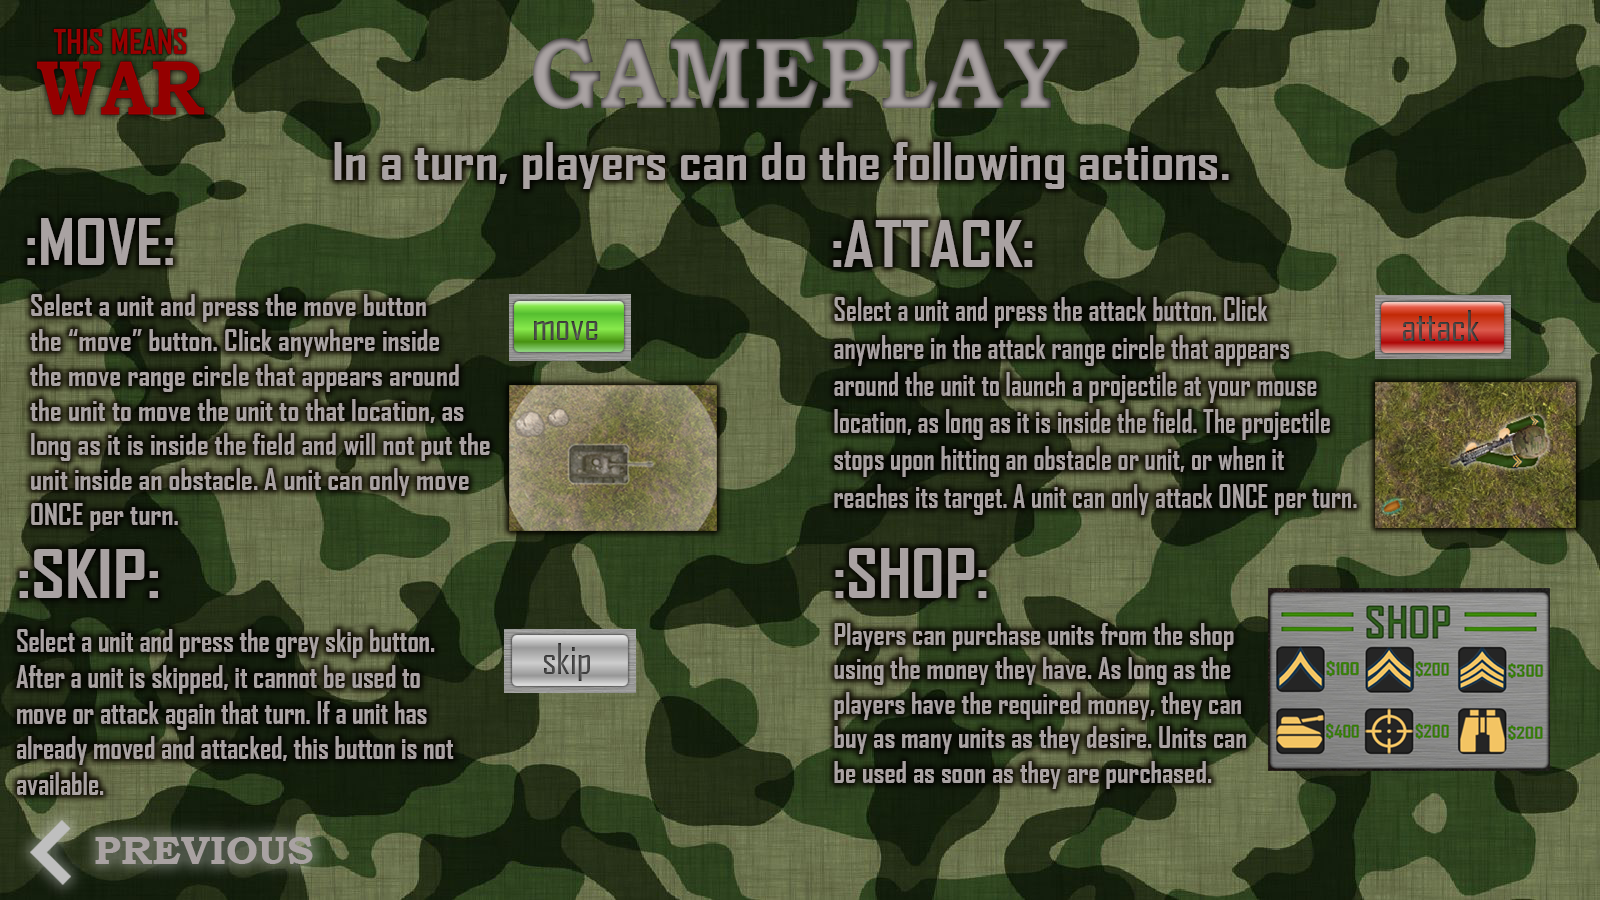 THIS MEANS
WAR
GAMEPLAY
In a turn, players can do the following actions.
:MOVE:
Select a unit and press the move button
the “move” button. Click anywhere inside
the move range circle that appears around
the unit to move the unit to that location, as
long as it is inside the field and will not put the
unit inside an obstacle. A unit can only move
ONCE per turn.
move
:ATTACK:
Select a unit and press the attack button. Click
anywhere in the attack range circle that appears
around the unit to launch a projectile at your mouse
location, as long as it is inside the field. The projectile
stops upon hitting an obstacle or unit, or when it
reaches its target. A unit can only attack ONCE per turn.
attack
:SKIP:
Select a unit and press the grey skip button.
After a unit is skipped, it cannot be used to
move or attack again that turn. If a unit has
already moved and attacked, this button is not
available.
skip
:SHOP:
Players can purchase units from the shop
using the money they have. As long as the
players have the required money, they can
buy as many units as they desire. Units can
be used as soon as they are purchased.
SHOP
$100 $200 $300
$400 $200 $200
PREVIOUS